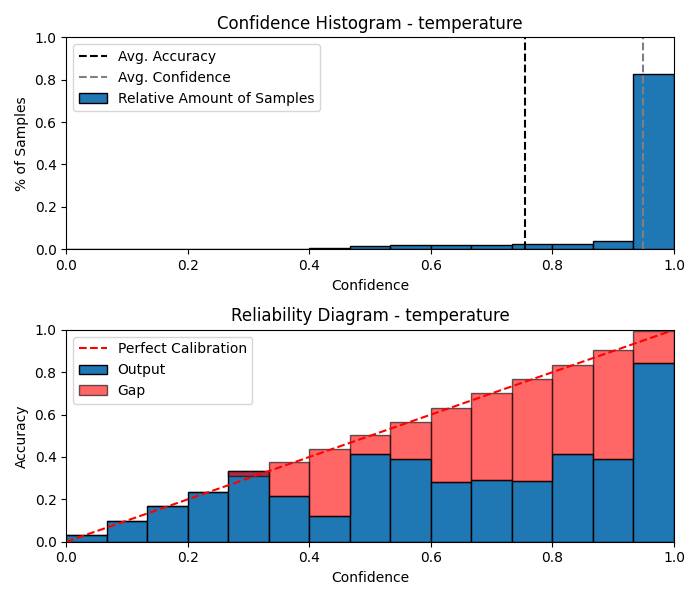 Confidence Histogram - temperature
1.0
0.8
0.6
0.4
0.2
0.0
% of Samples
Avg. Accuracy
Avg. Confidence
Relative Amount of Samples
0.0 0.2 0.4 0.6 0.8 1.0
Confidence
Reliability Diagram - temperature
1.0
0.8
0.6
0.4
0.2
0.0
Accuracy
Perfect Calibration
Output
Gap
0.0 0.2 0.4 0.6 0.8 1.0
Confidence